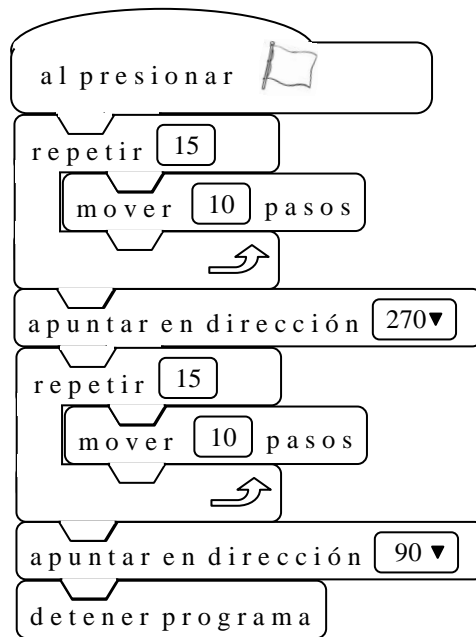 al presionar
repetir 15
mover 10 pasos
apuntar en dirección 270▼
repetir 15
mover 10 pasos
apuntar en dirección 90▼
detener programa